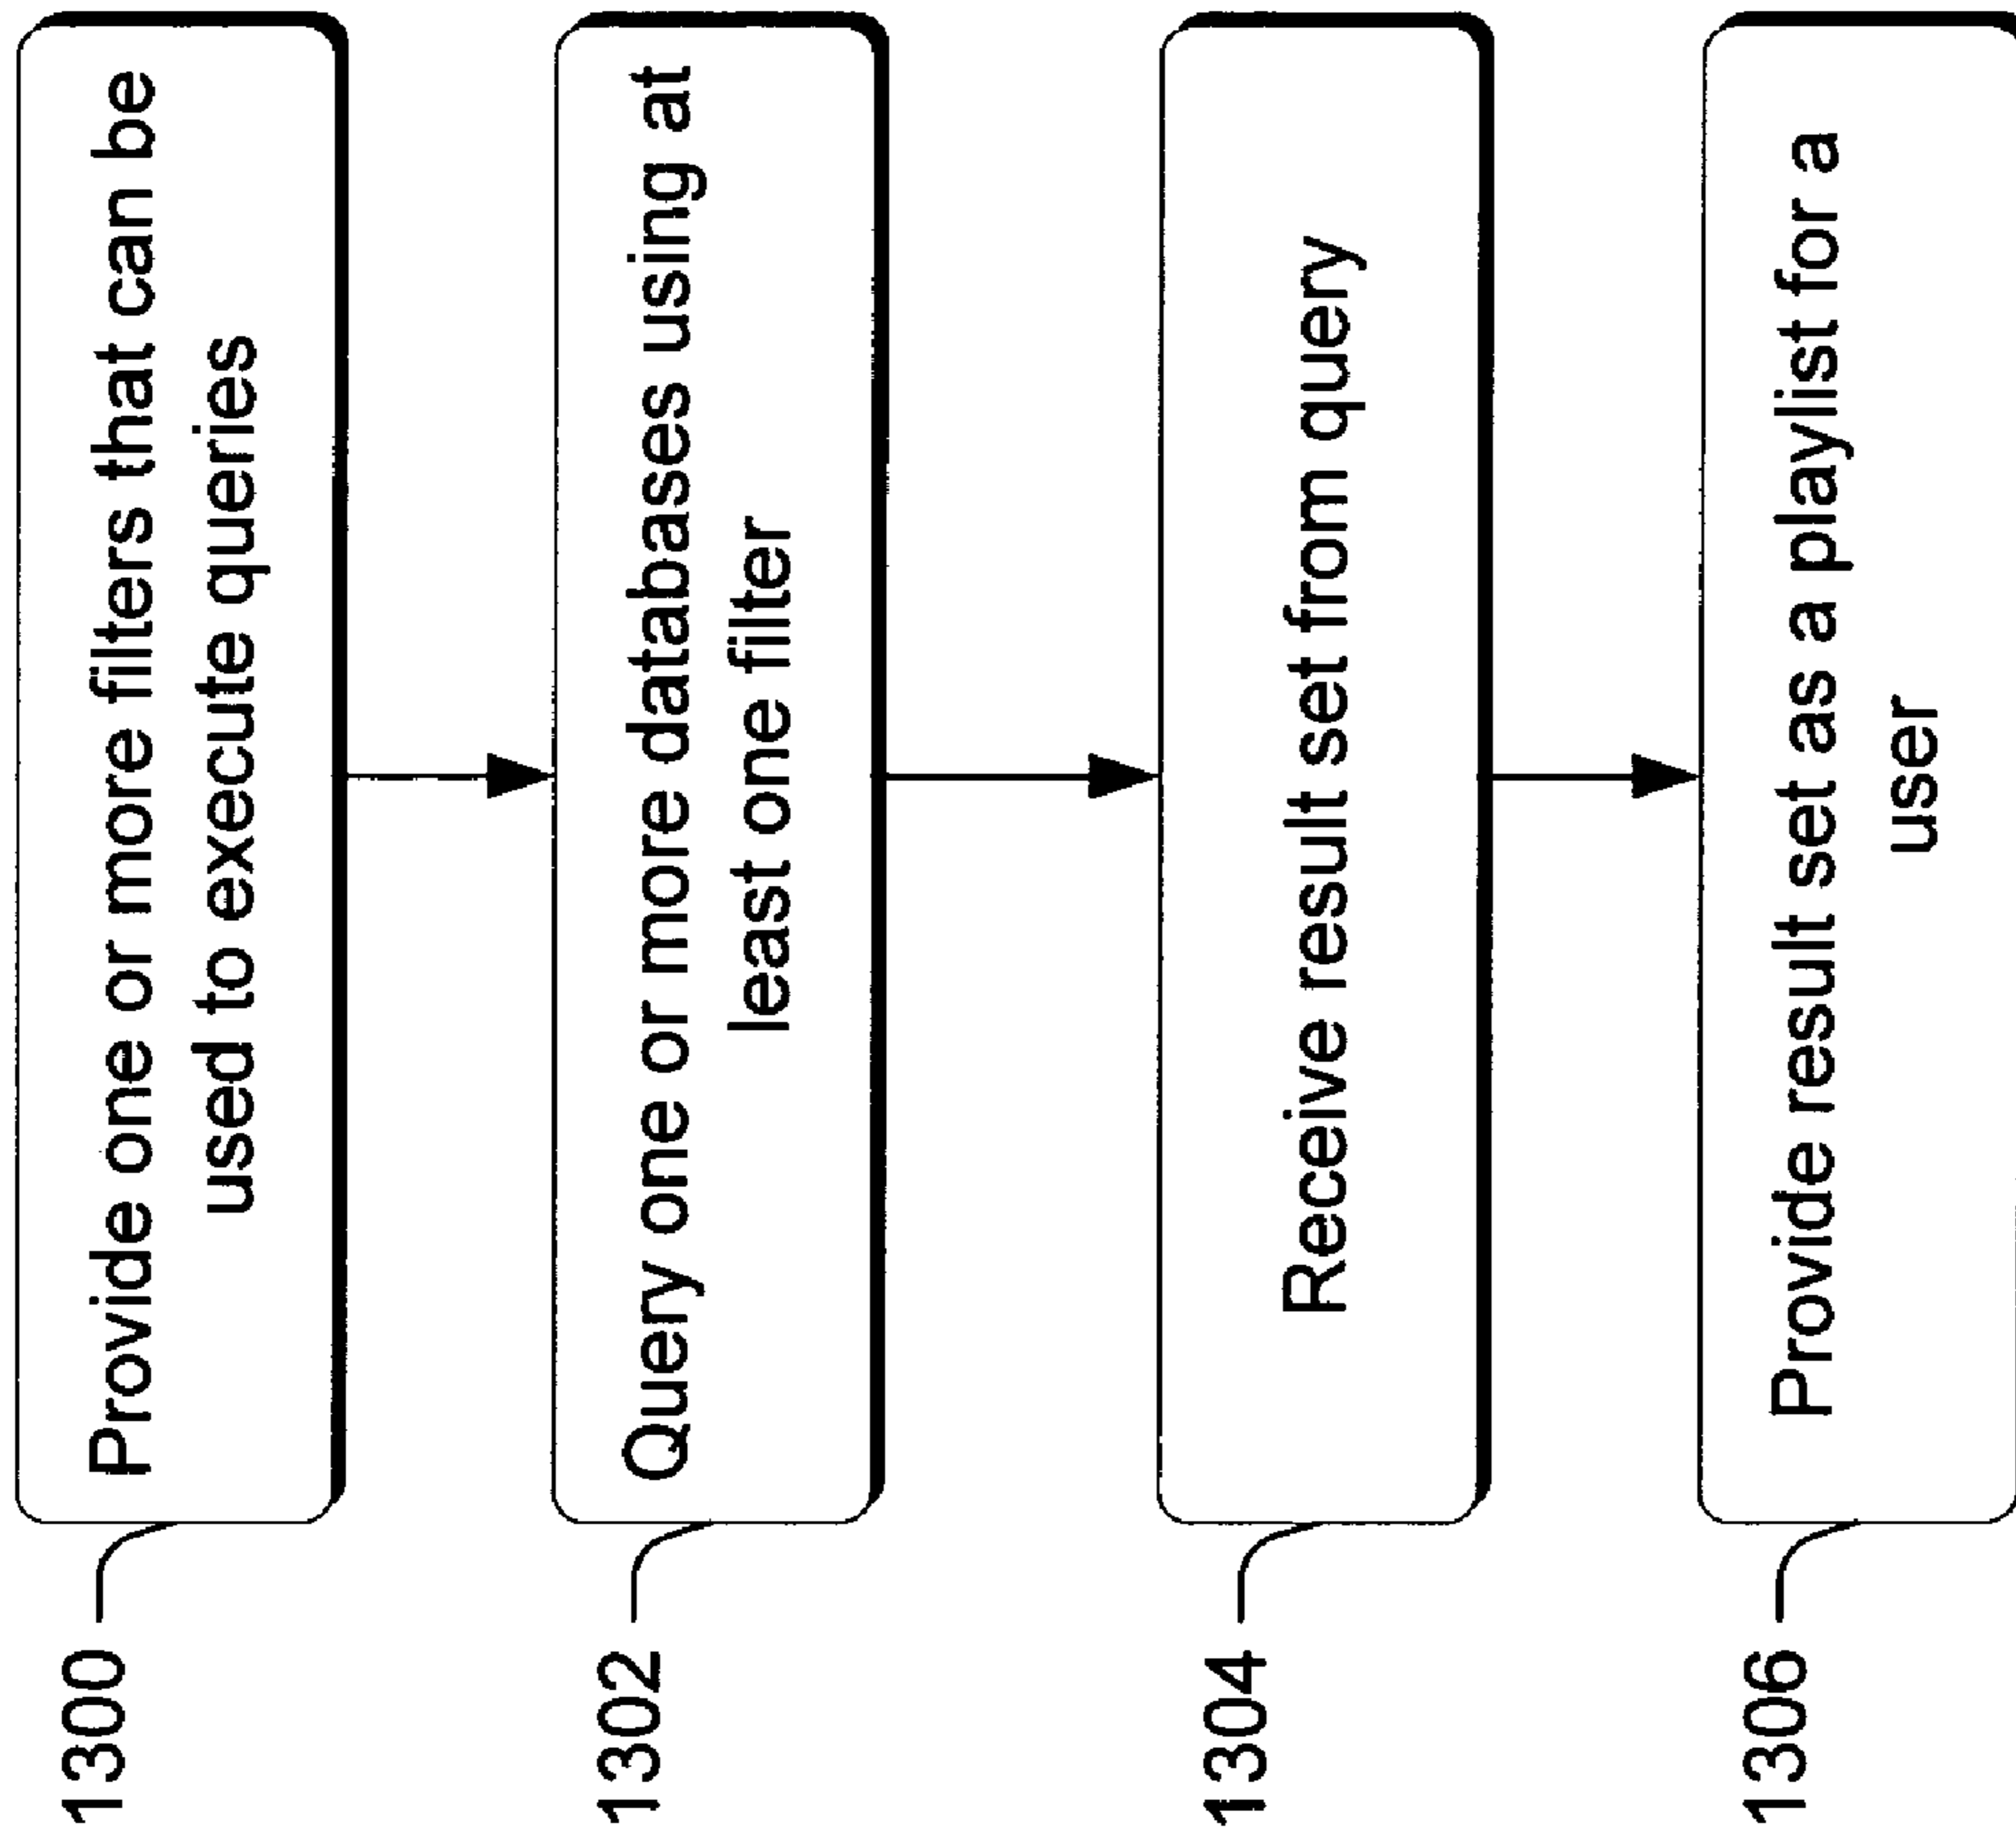 1300
Provide one or more filters that can be
used to execute queries
1302
Query one or more databases using at
least one filter
1304
Receive result set from query
1306
Provide result set as a playlist for a
user